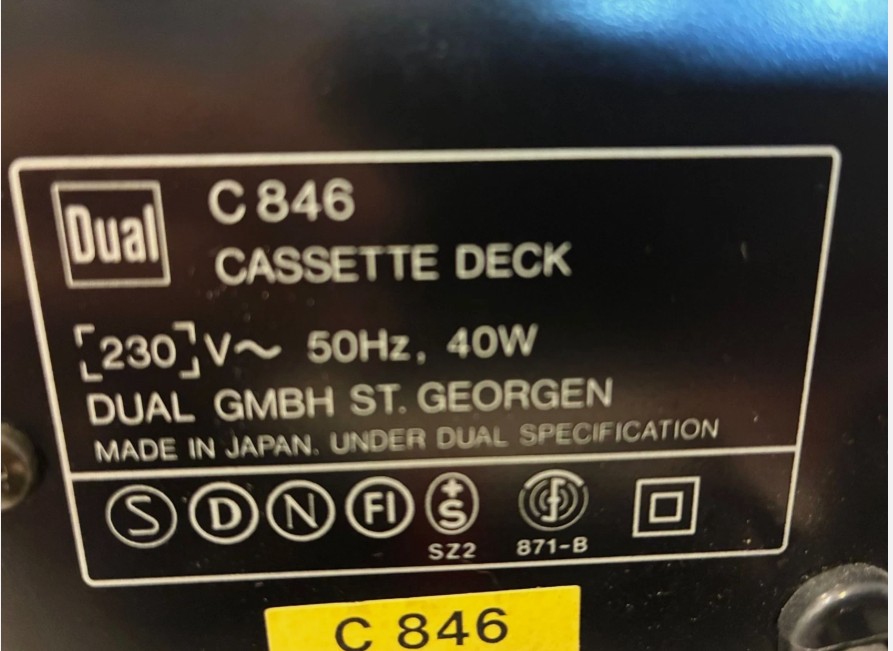 Dual
C 846
CASSETTE DECK
[230] V~ 50Hz, 40W
DUAL GMBH ST. GEORGEN
MADE IN JAPAN. UNDER DUAL SPECIFICATION
S D N FI +S
SZ2 871-B
C 846